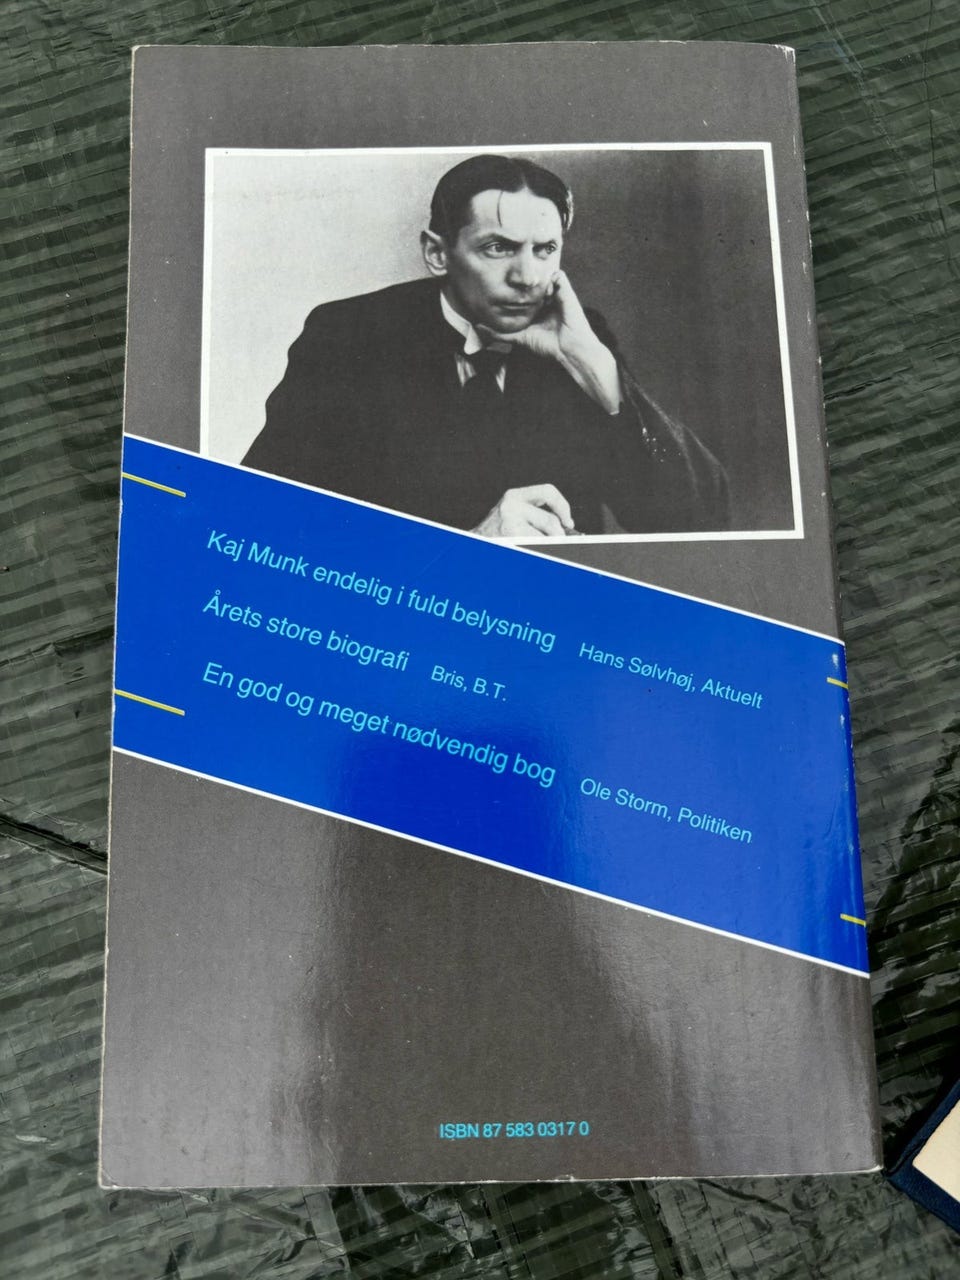 Kaj Munk endelig i fuld belysning Hans Sølvhøj, Aktuelt
Årets store biografi Bris, B.T.
En god og meget nødvendig bog Ole Storm, Politiken
ISBN 87 583 0317 0